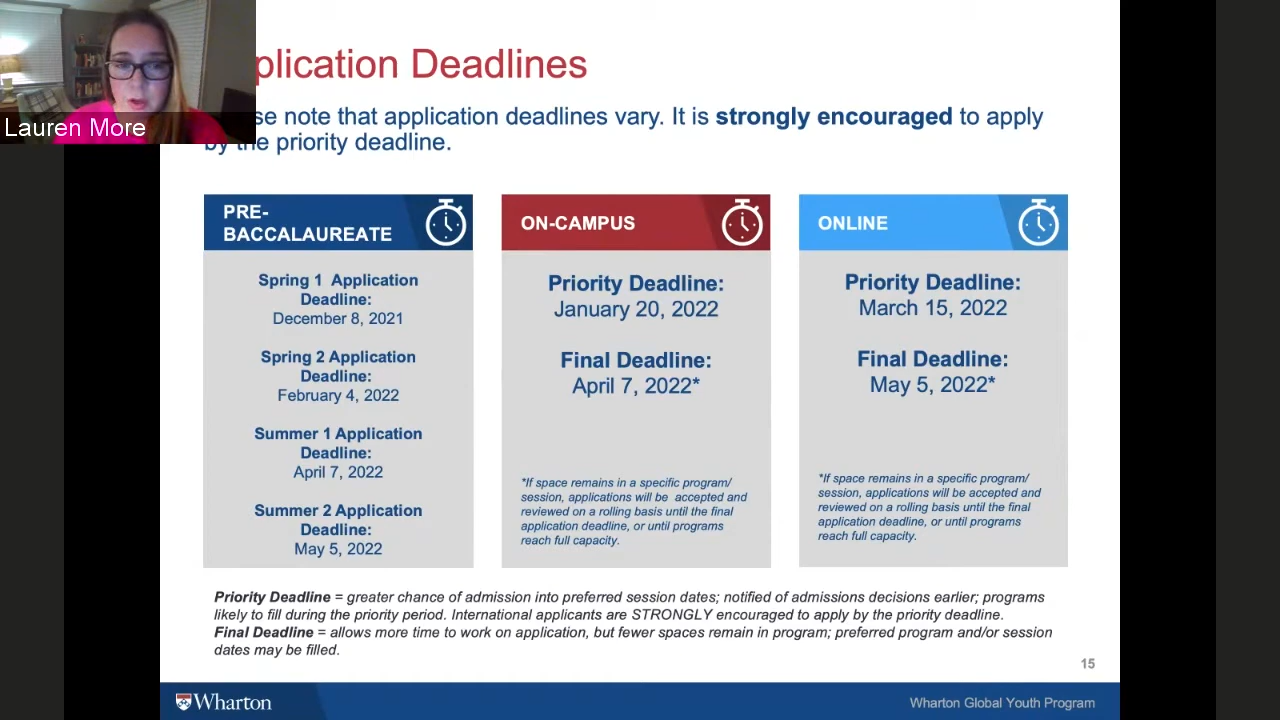 Lauren More
plication Deadlines
se note that application deadlines vary. It is strongly encouraged to apply
by the priority deadline.
PRE-
BACCALAUREATE
Spring 1 Application
Deadline:
December 8, 2021
Spring 2 Application
Deadline:
February 4, 2022
Summer 1 Application
Deadline:
April 7, 2022
Summer 2 Application
Deadline:
May 5, 2022
ON-CAMPUS
Priority Deadline:
January 20, 2022
Final Deadline:
April 7, 2022*
*If space remains in a specific program/
session, applications will be accepted and
reviewed on a rolling basis until the final
application deadline, or until programs
reach full capacity.
ONLINE
Priority Deadline:
March 15, 2022
Final Deadline:
May 5, 2022*
*If space remains in a specific program/
session, applications will be accepted and
reviewed on a rolling basis until the final
application deadline, or until programs
reach full capacity.
Priority Deadline = greater chance of admission into preferred session dates; notified of admissions decisions earlier; programs
likely to fill during the priority period. International applicants are STRONGLY encouraged to apply by the priority deadline.
Final Deadline = allows more time to work on application, but fewer spaces remain in program; preferred program and/or session
dates may be filled.
15
Wharton
Wharton Global Youth Program